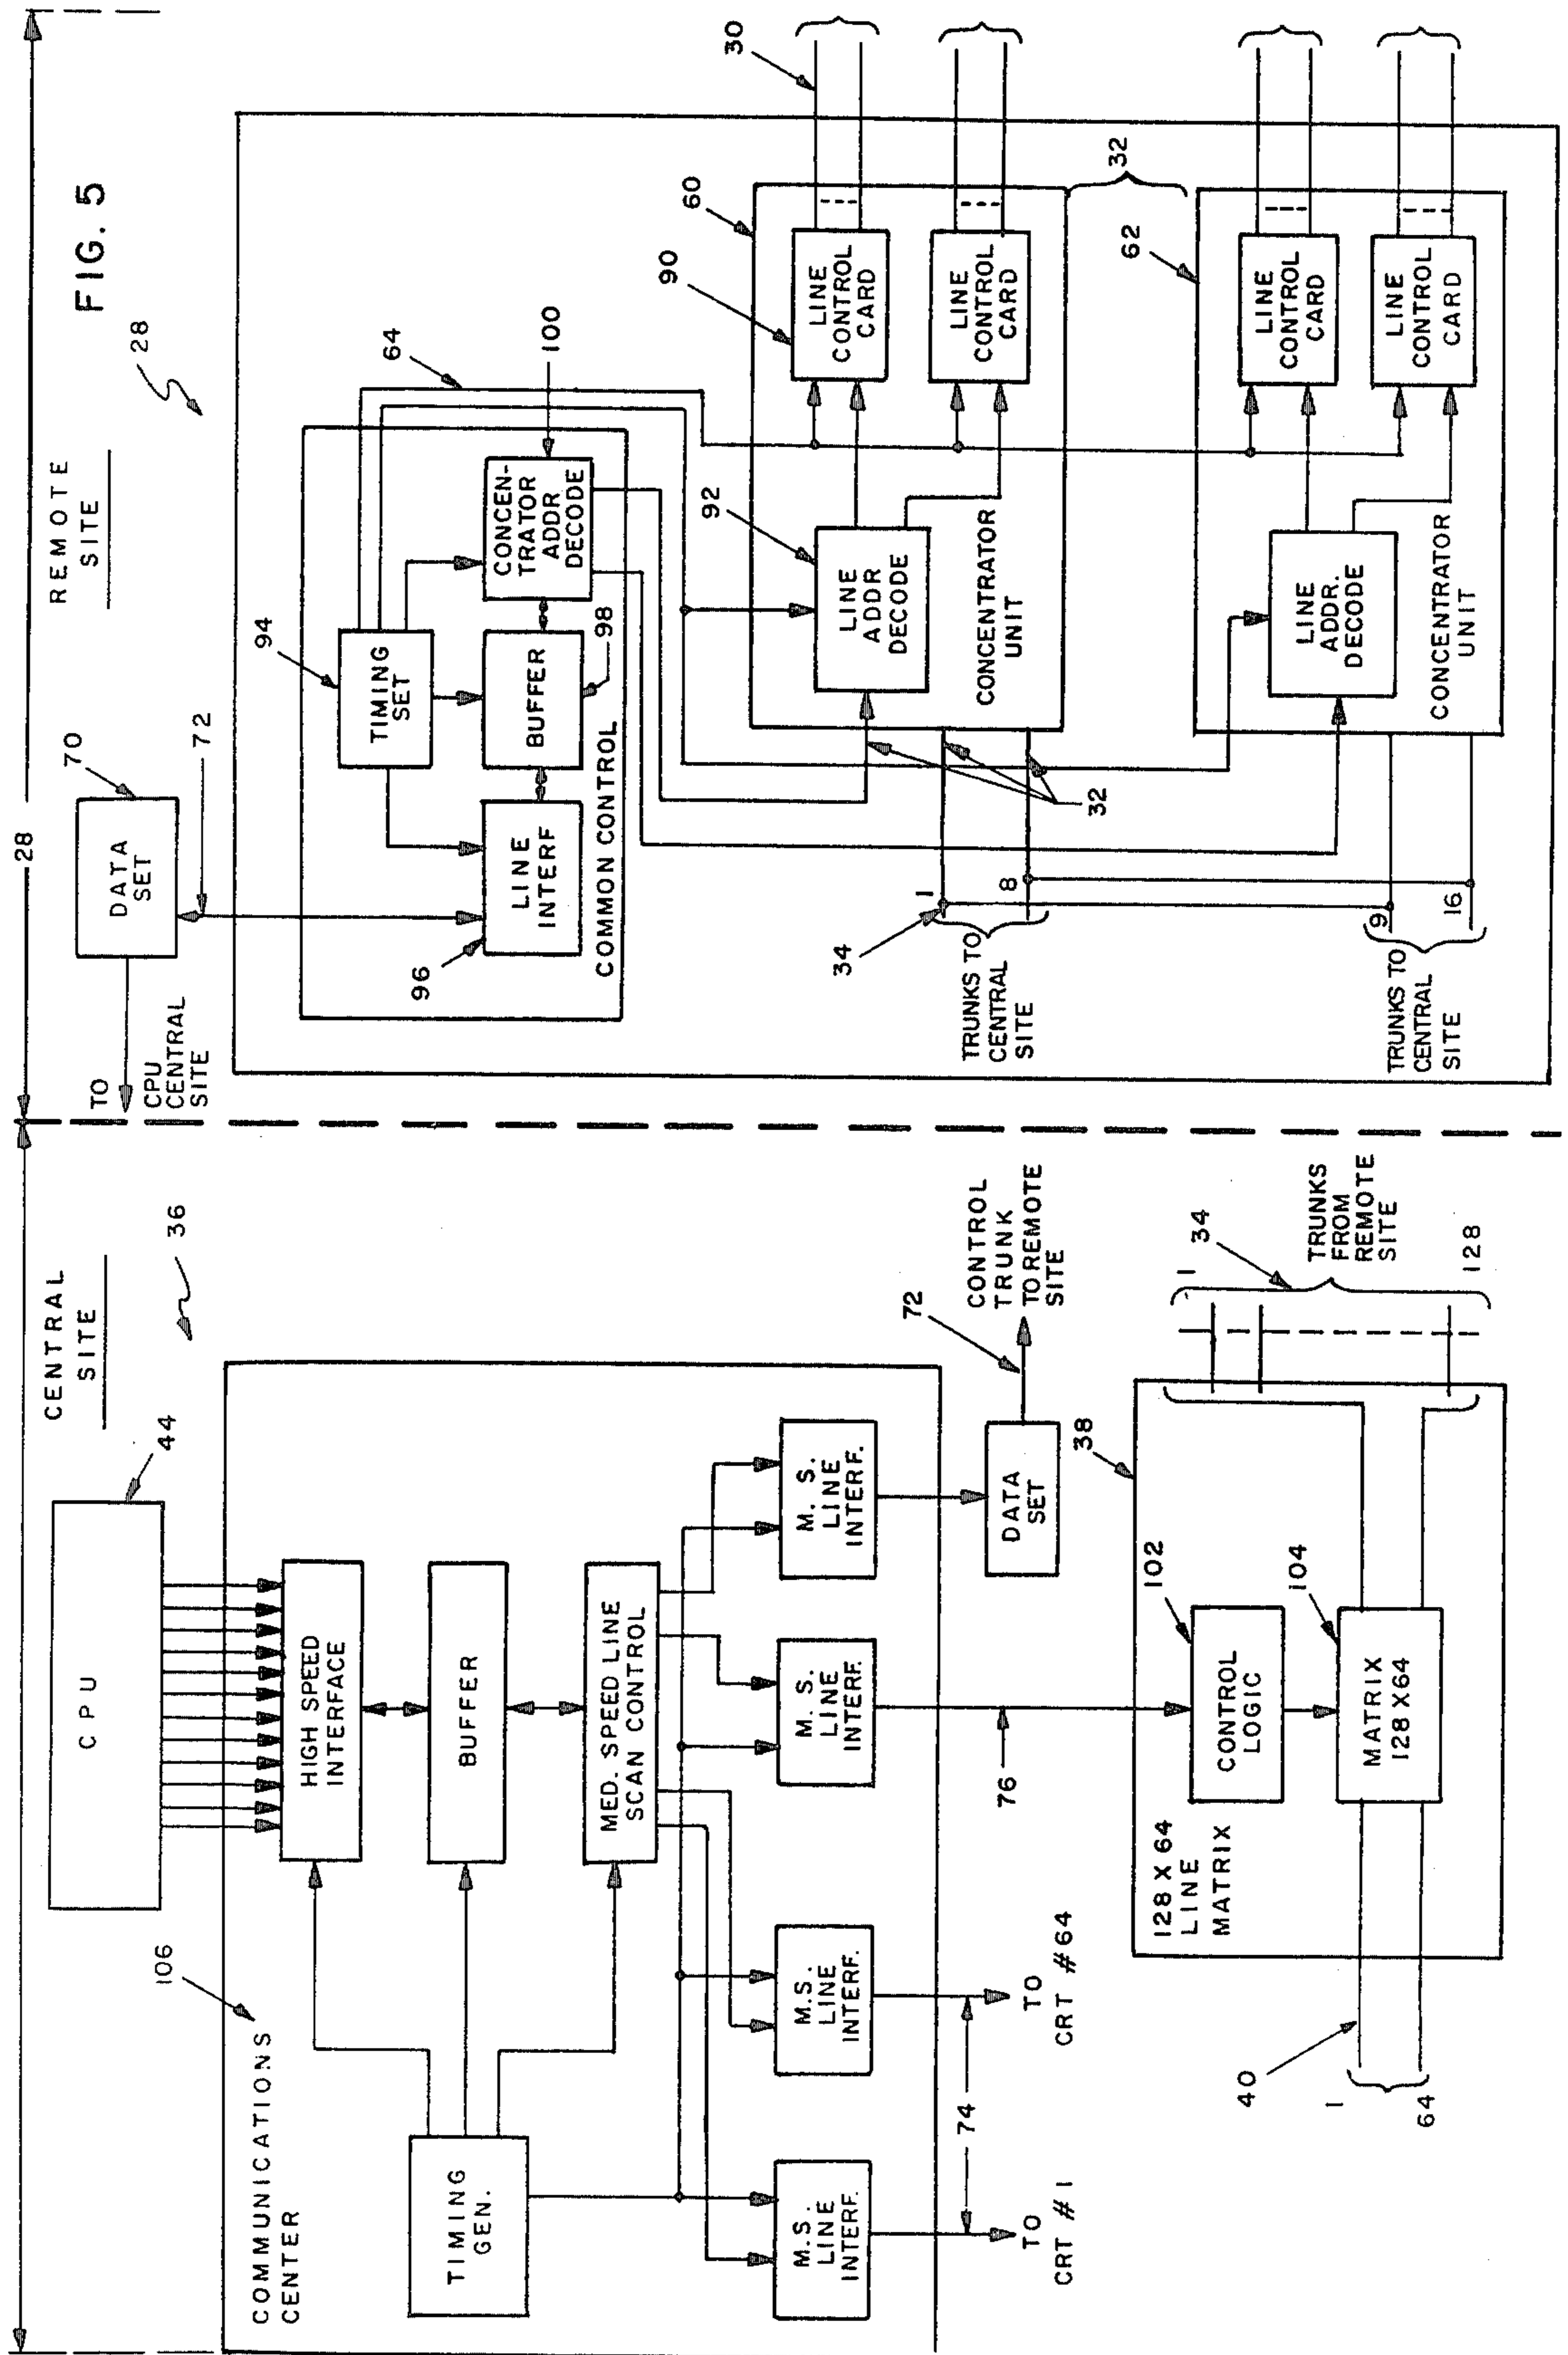 FIG. 5
CENTRAL
SITE
36
CPU
44
COMMUNICATIONS
CENTER
106
HIGH SPEED
INTERFACE
BUFFER
MED. SPEED LINE
SCAN CONTROL
TIMING
GEN.
M.S.
LINE
INTERF.
M.S.
LINE
INTERF.
M. S.
LINE
INTERF.
M. S.
LINE
INTERF.
74
TO
CRT #1
TO
CRT #64
76
DATA
SET
72
CONTROL
TRUNK
TO REMOTE
SITE
128 X 64
LINE
MATRIX
38
CONTROL
LOGIC
102
MATRIX
128X64
104
40
1
64
1
34
TRUNKS
FROM
REMOTE
SITE
128
28
REMOTE
SITE
28
TO
CPU
CENTRAL
SITE
DATA
SET
70
72
TIMING
SET
94
LINE
INTERF
96
BUFFER
98
CONCEN-
TRATOR
ADDR
DECODE
100
COMMON CONTROL
64
60
LINE
ADDR
DECODE
92
LINE
CONTROL
CARD
90
LINE
CONTROL
CARD
30
CONCENTRATOR
UNIT
32
32
34
1
8
TRUNKS TO
CENTRAL
SITE
62
LINE
ADDR.
DECODE
LINE
CONTROL
CARD
LINE
CONTROL
CARD
CONCENTRATOR
UNIT
9
16
TRUNKS TO
CENTRAL
SITE